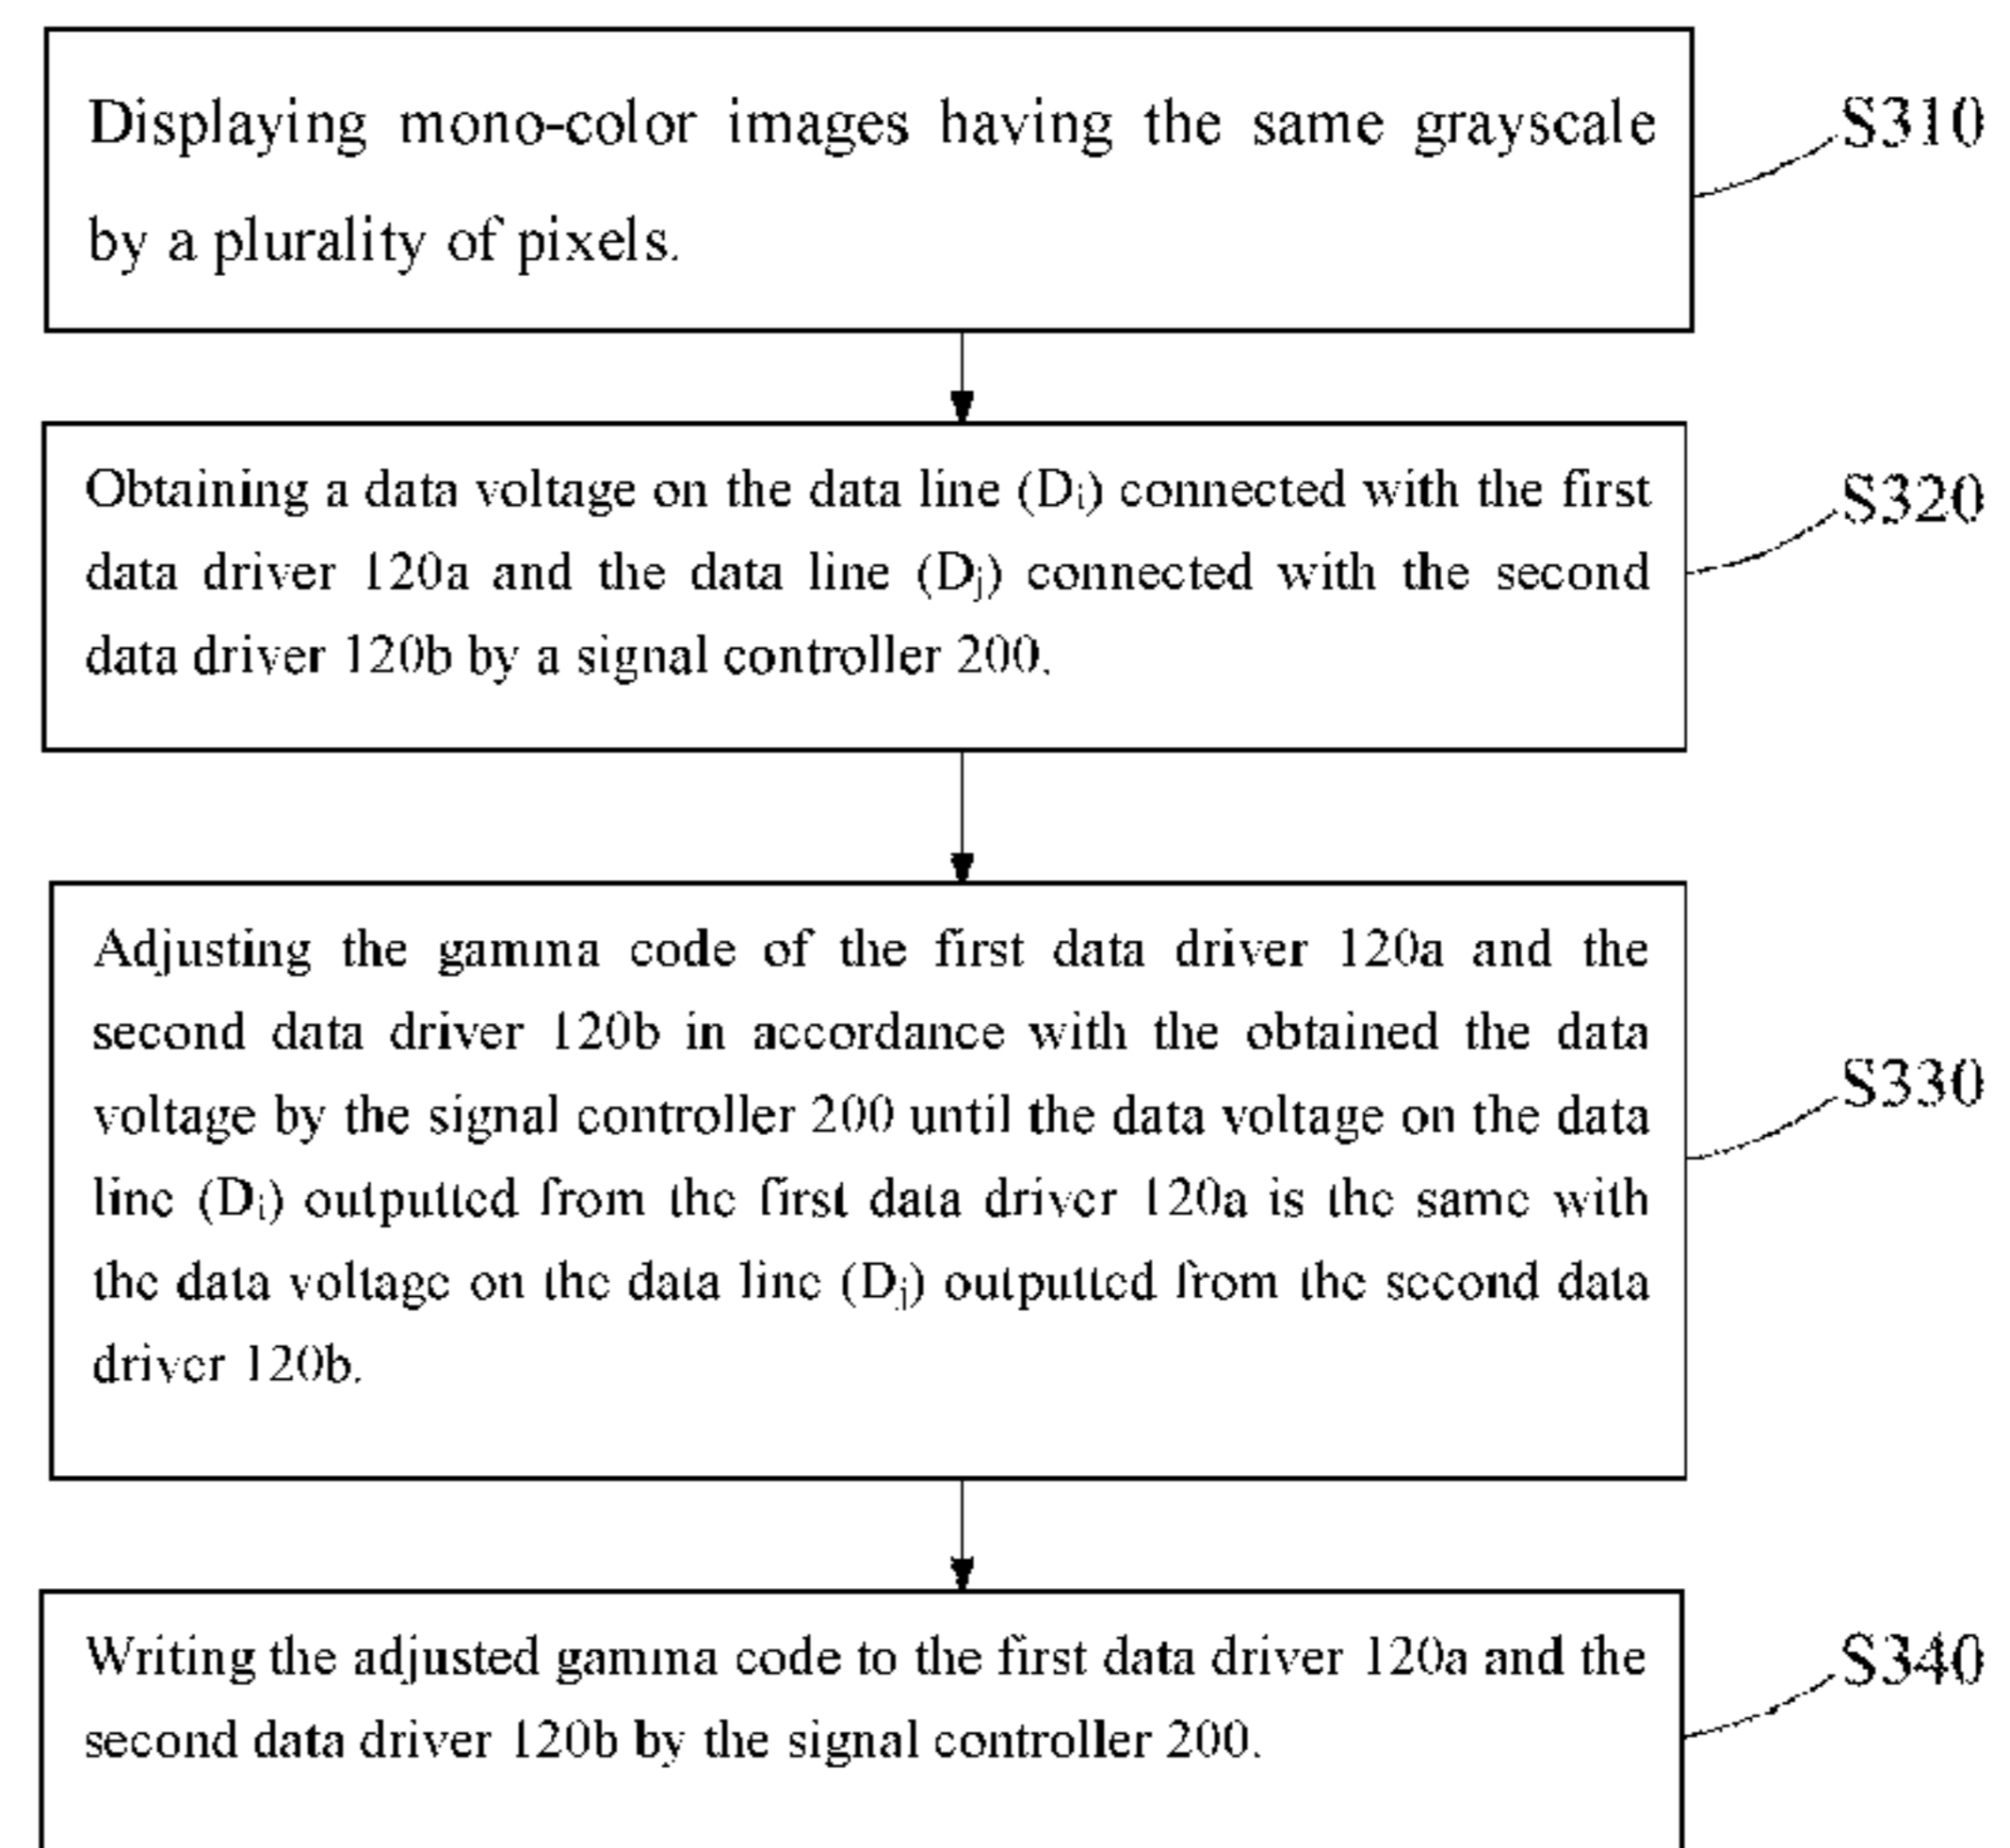 Displaying mono-color images having the same grayscale
by a plurality of pixels.
S310
Obtaining a data voltage on the data line (Di) connected with the first
data driver 120a and the data line (Dj) connected with the second
data driver 120b by a signal controller 200.
S320
Adjusting the gamma code of the first data driver 120a and the
second data driver 120b in accordance with the obtained the data
voltage by the signal controller 200 until the data voltage on the data
line (Di) outputted from the first data driver 120a is the same with
the data voltage on the data line (Dj) outputted from the second data
driver 120b.
S330
Writing the adjusted gamma code to the first data driver 120a and the
second data driver 120b by the signal controller 200.
S340